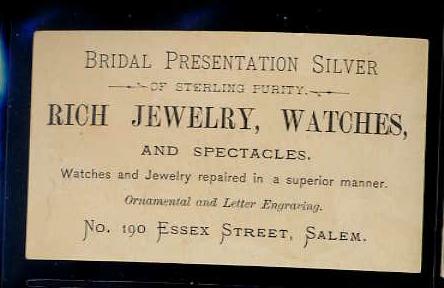 BRIDAL PRESENTATION SILVER
OF STERLING PURITY.
RICH JEWELRY, WATCHES,
AND SPECTACLES.
Watches and Jewelry repaired in a superior manner.
Ornamental and Letter Engraving.
No. 190 ESSEX STREET, SALEM.